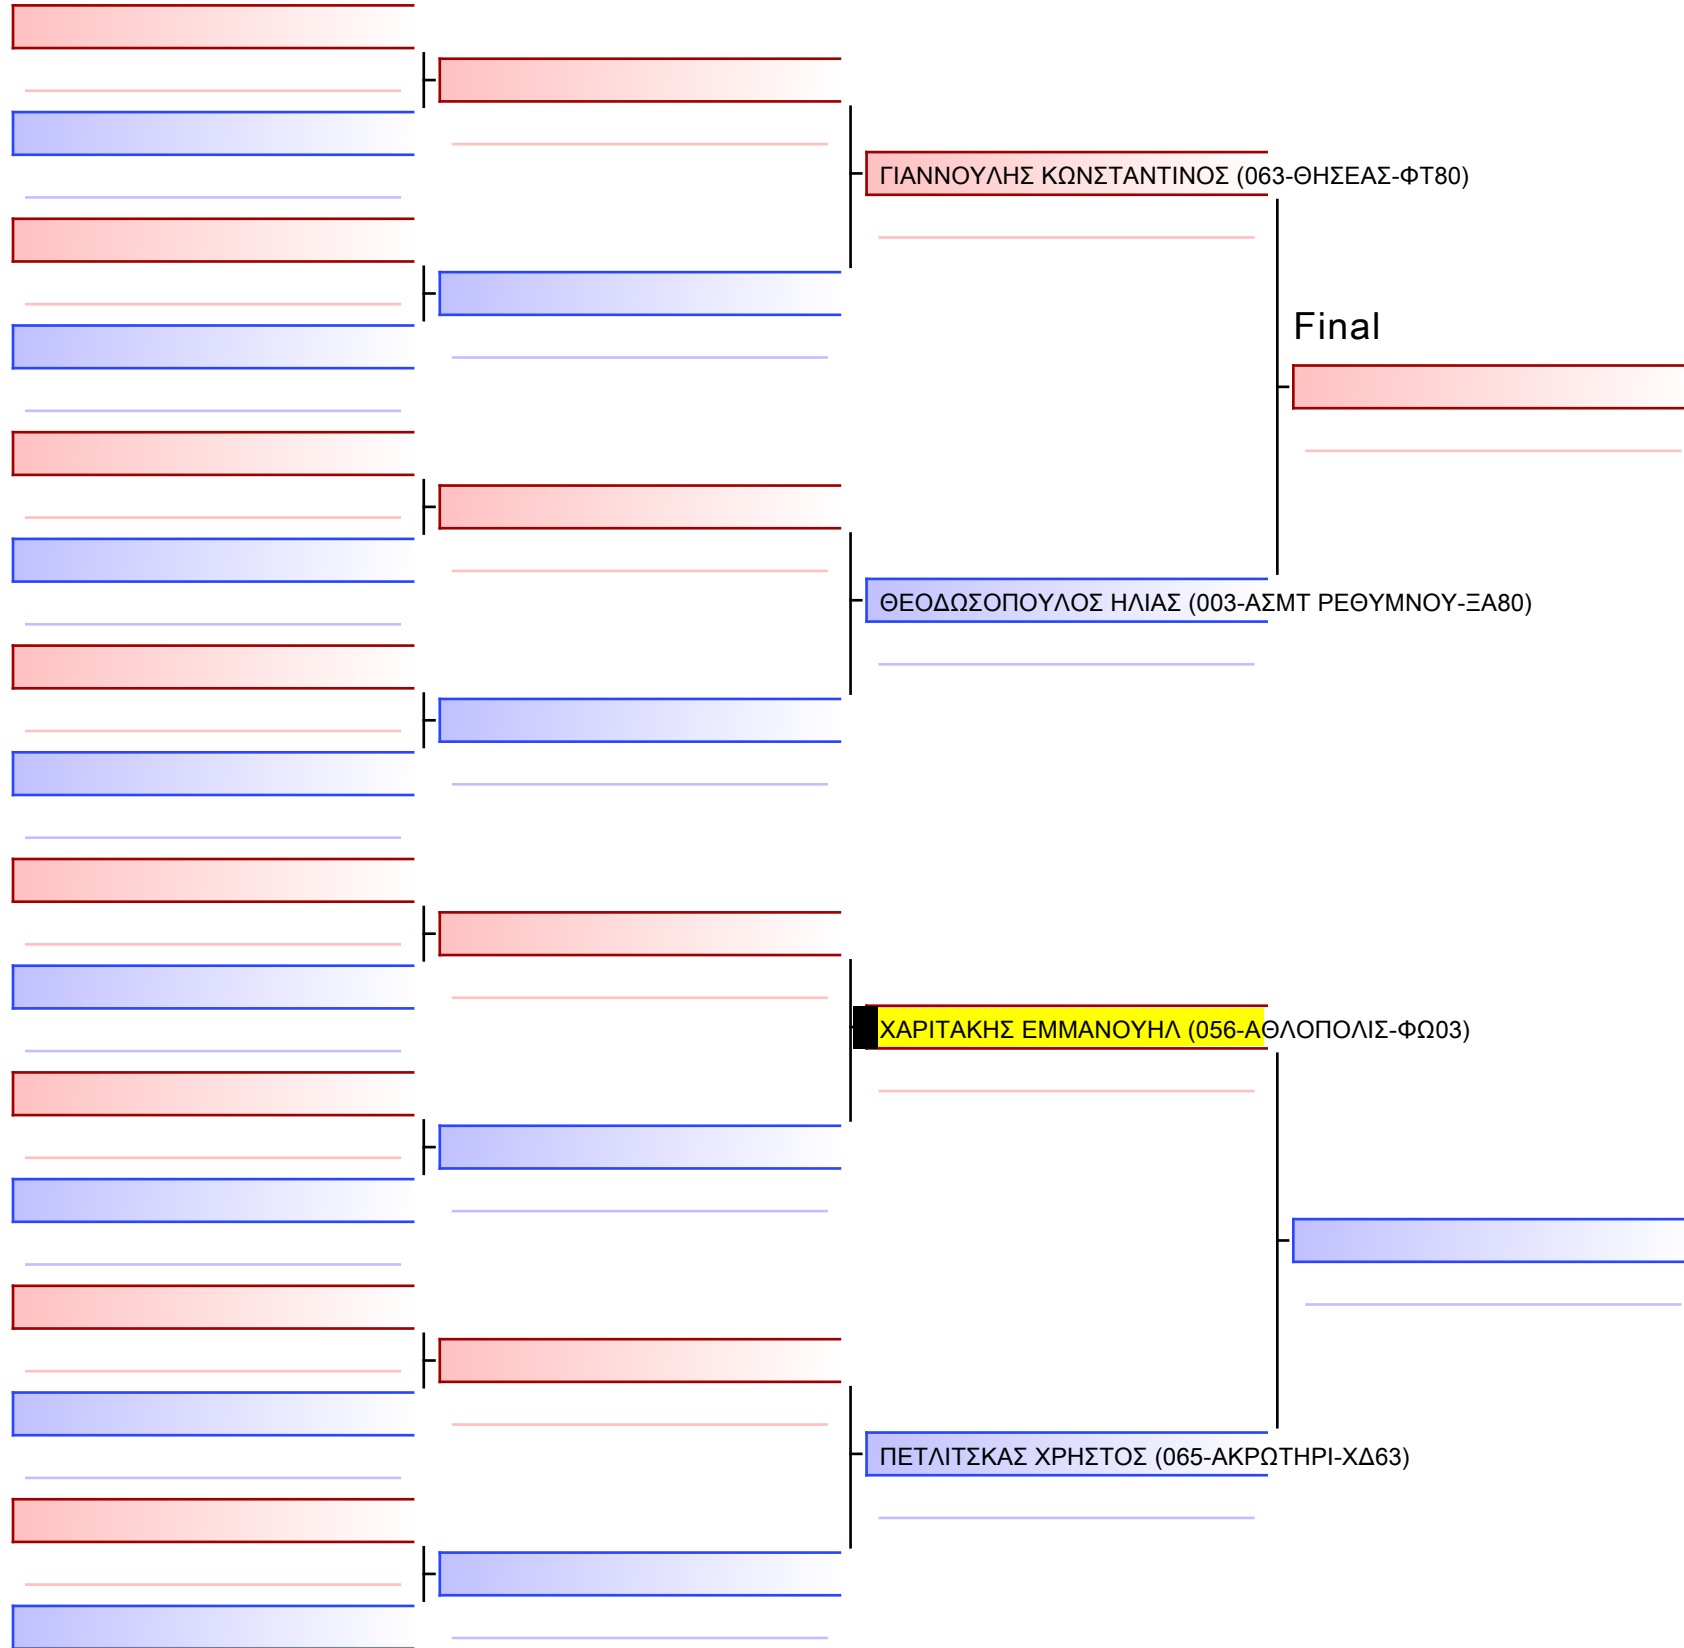 ΓΙΑΝΝΟΥΛΗΣ ΚΩΝΣΤΑΝΤΙΝΟΣ (063-ΘΗΣΕΑΣ-ΦΤ80)
Final
ΘΕΟΔΩΣΟΠΟΥΛΟΣ ΗΛΙΑΣ (003-ΑΣΜΤ ΡΕΘΥΜΝΟΥ-ΞΑ80)
ΧΑΡΙΤΑΚΗΣ ΕΜΜΑΝΟΥΗΛ (056-ΑΘΛΟΠΟΛΙΣ-ΦΩ03)
ΠΕΤΛΙΤΣΚΑΣ ΧΡΗΣΤΟΣ (065-ΑΚΡΩΤΗΡΙ-ΧΔ63)